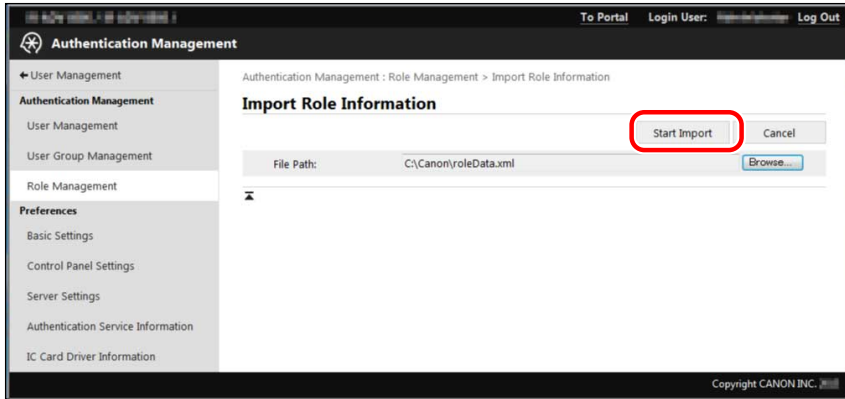 To Portal Login User: Log Out
Authentication Management
User Management
Authentication Management
User Management
User Group Management
Role Management
Preferences
Basic Settings
Control Panel Settings
Server Settings
Authentication Service Information
IC Card Driver Information
Authentication Management : Role Management > Import Role Information
Import Role Information
Start Import Cancel
File Path: C:\Canon\roleData.xml Browse...
Copyright CANON INC.